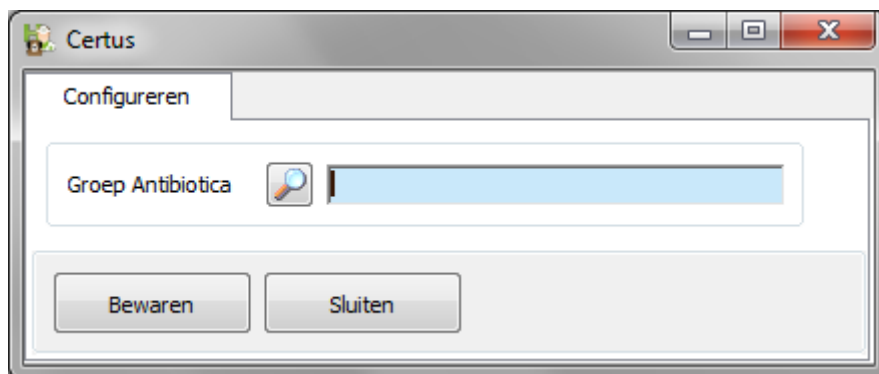 Certus
Configureren
Groep Antibiotica
Bewaren
Sluiten